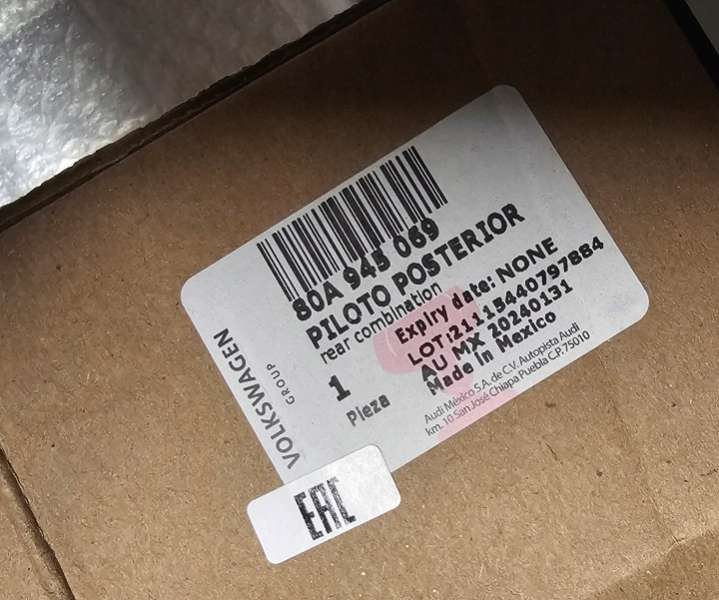 80A 945 069
PILOTO POSTERIOR
rear combination
Expiry date: NONE
LOT:21115440797884
1
AU MX 20240131
Pieza
Made in Mexico
Audi México S.A. de C.V. Autopista Audi
km. 10 San José Chiapa Puebla C.P. 75010
VOLKSWAGEN
GROUP
EAC